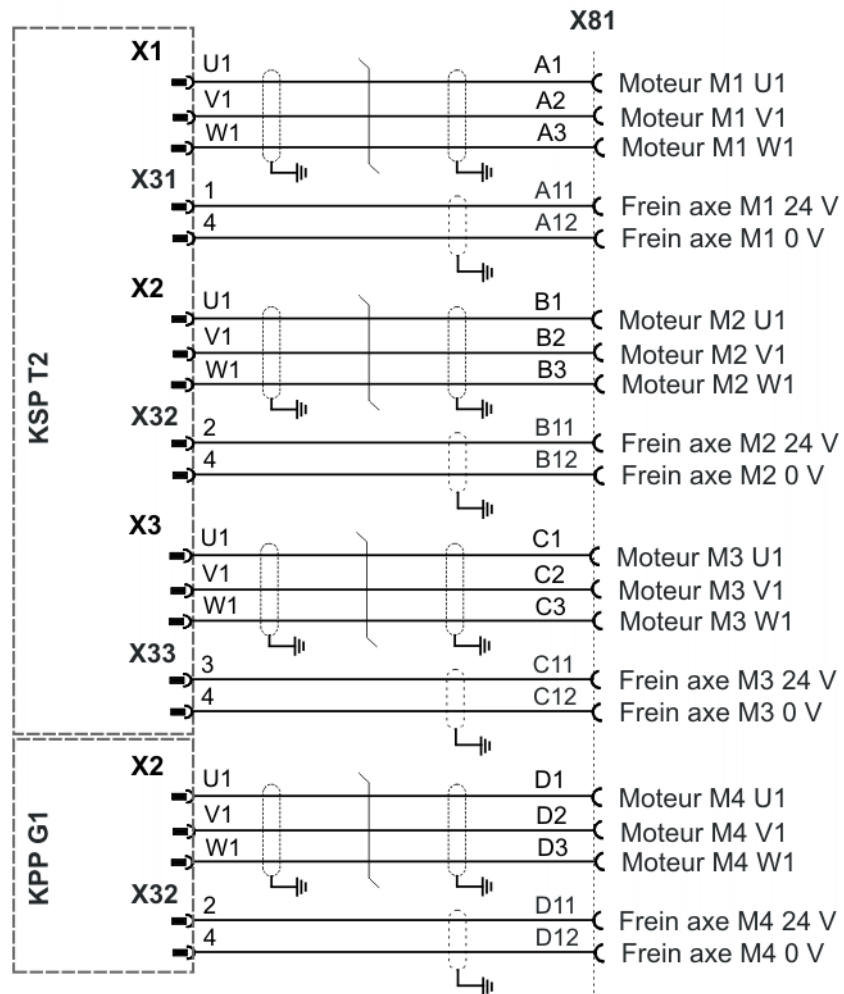 X81
X1
U1 A1 Moteur M1 U1
V1 A2 Moteur M1 V1
W1 A3 Moteur M1 W1
X31
1 A11 Frein axe M1 24 V
4 A12 Frein axe M1 0 V
X2
U1 B1 Moteur M2 U1
V1 B2 Moteur M2 V1
W1 B3 Moteur M2 W1
X32
2 B11 Frein axe M2 24 V
4 B12 Frein axe M2 0 V
KSP T2
X3
U1 C1 Moteur M3 U1
V1 C2 Moteur M3 V1
W1 C3 Moteur M3 W1
X33
3 C11 Frein axe M3 24 V
4 C12 Frein axe M3 0 V
X2
U1 D1 Moteur M4 U1
V1 D2 Moteur M4 V1
W1 D3 Moteur M4 W1
KPP G1
X32
2 D11 Frein axe M4 24 V
4 D12 Frein axe M4 0 V